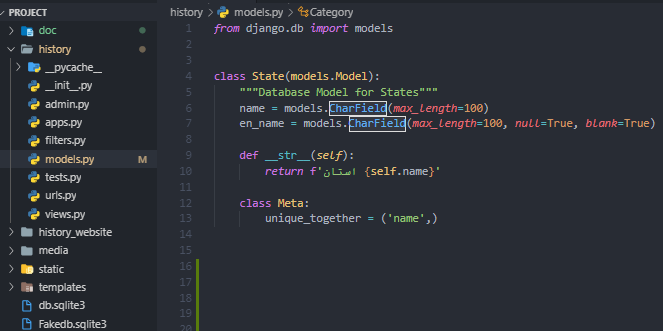 PROJECT
doc
history
__pycache__
__init_.py
admin.py
apps.py
filters.py
models.py M
tests.py
urls.py
views.py
history_website
media
static
templates
db.sqlite3
Fakedb.sqlite3
history > models.py > Category
1 from django.db import models
2
3
4 class State(models.Model):
5 """Database Model for States"""
6 name = models.CharField(max_length=100)
7 en_name = models.CharField(max_length=100, null=True, blank=True)
8
9 def __str__(self):
10 return f'استان {self.name}'
11
12 class Meta:
13 unique_together = ('name',)
14
15
16
17
18
19
20